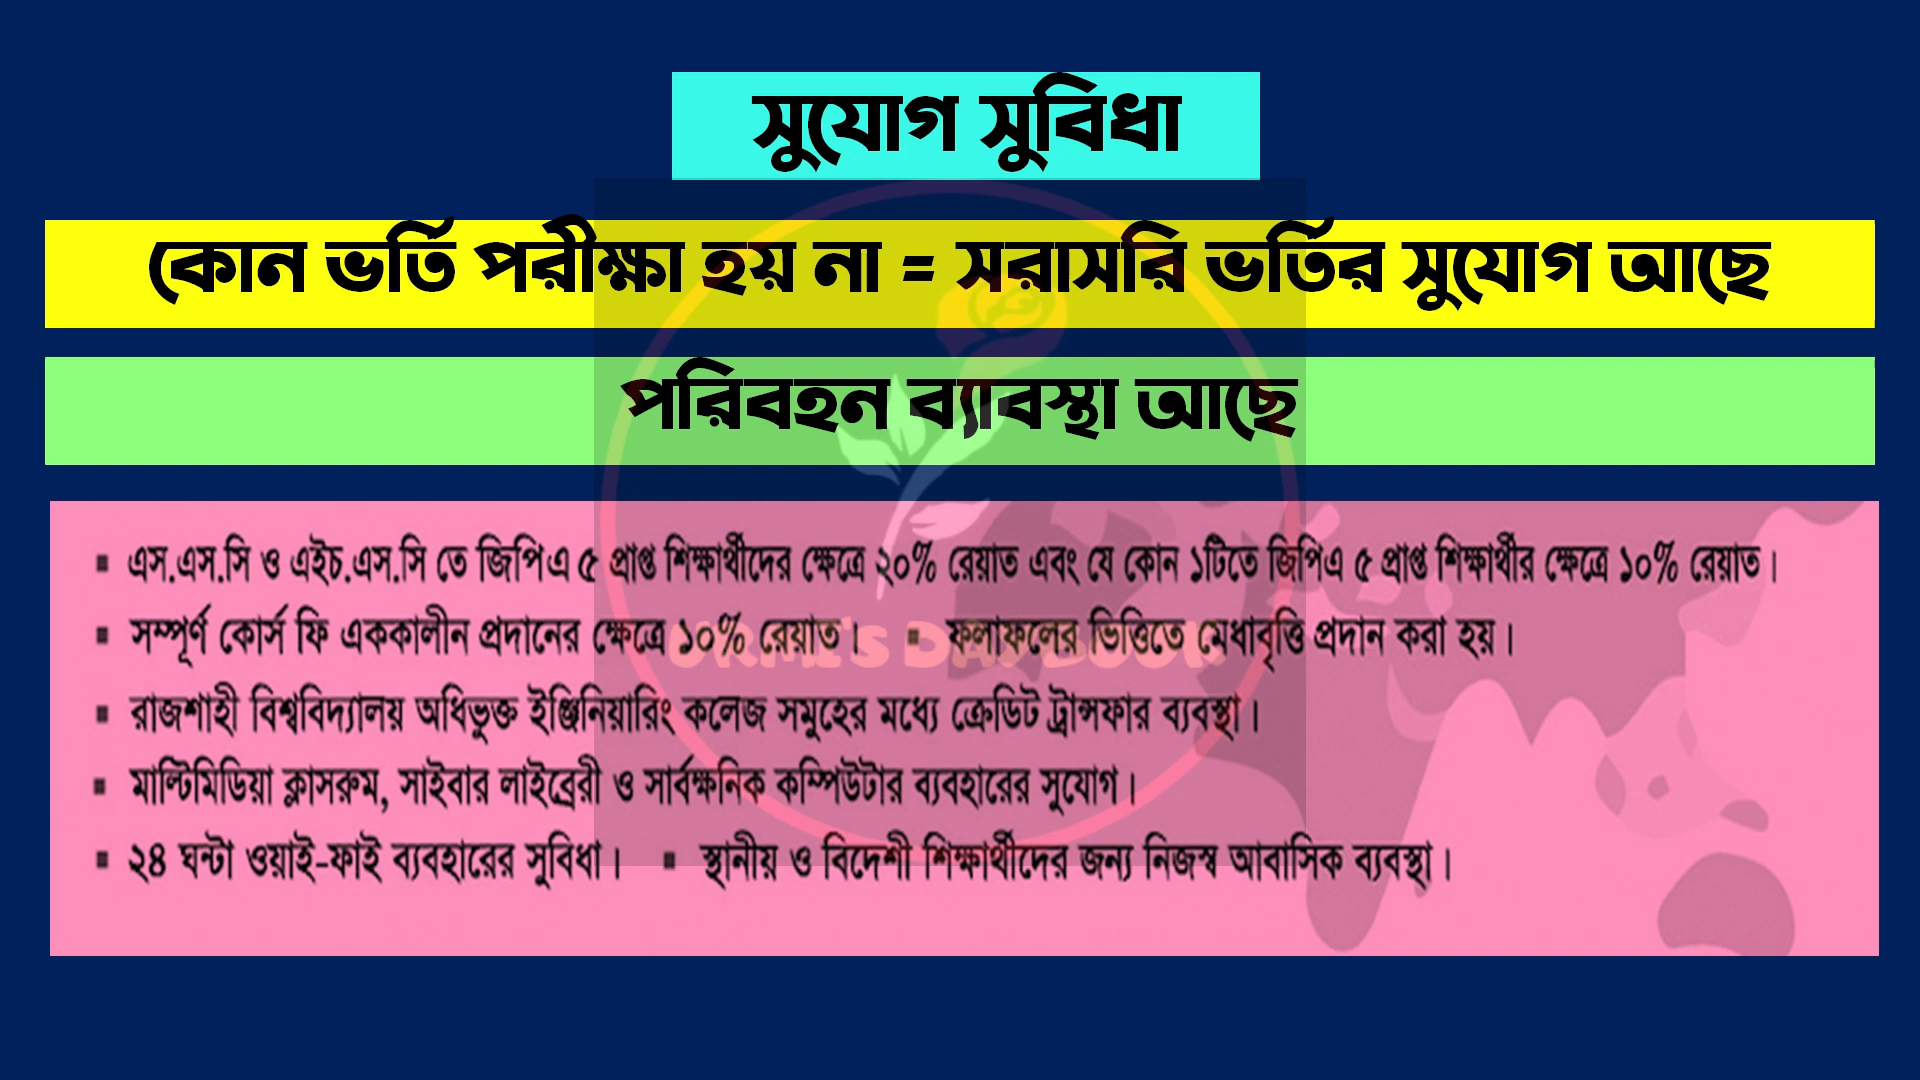 সুযোগ সুবিধা
কোন ভর্তি পরীক্ষা হয় না = সরাসরি ভর্তির সুযোগ আছে
পরিবহন ব্যাবস্থা আছে
▪ এস.এস.সি ও এইচ.এস.সি তে জিপিএ ৫ প্রাপ্ত শিক্ষার্থীদের ক্ষেত্রে ২০% রেয়াত এবং যে কোন ১টিতে জিপিএ ৫ প্রাপ্ত শিক্ষার্থীর ক্ষেত্রে ১০% রেয়াত।
▪ সম্পূর্ণ কোর্স ফি এককালীন প্রদানের ক্ষেত্রে ১০% রেয়াত। ▪ ফলাফলের ভিত্তিতে মেধাবৃত্তি প্রদান করা হয়।
URMI'S DAYBOOK
▪ রাজশাহী বিশ্ববিদ্যালয় অধিভুক্ত ইঞ্জিনিয়ারিং কলেজ সমুহের মধ্যে ক্রেডিট ট্রান্সফার ব্যবস্থা।
▪ মাল্টিমিডিয়া ক্লাসরুম, সাইবার লাইব্রেরী ও সার্বক্ষনিক কম্পিউটার ব্যবহারের সুযোগ।
▪ ২৪ ঘন্টা ওয়াই-ফাই ব্যবহারের সুবিধা। ▪ স্থানীয় ও বিদেশী শিক্ষার্থীদের জন্য নিজস্ব আবাসিক ব্যবস্থা।